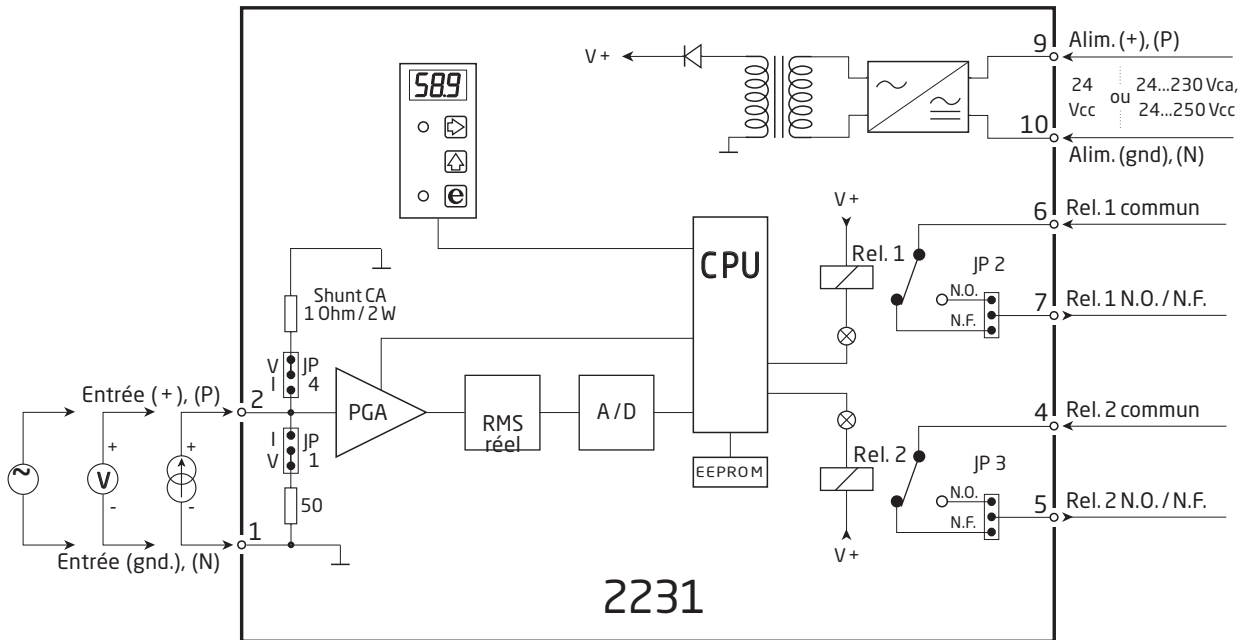 V+
9
Alim. (+), (P)
24
Vcc
ou
24...230 Vca,
24...250 Vcc
10
Alim. (gnd), (N)
58.9
e
V+
6
Rel. 1 commun
CPU
Rel. 1
JP 2
N.O.
N.F.
7
Rel. 1 N.O. / N.F.
Shunt CA
1 Ohm / 2 W
V
I
JP
4
Entrée (+), (P)
2
PGA
RMS
réel
A/D
I
V
JP
1
+
V
-
+
-
50
EEPROM
4
Rel. 2 commun
Rel. 2
JP 3
N.O.
N.F.
5
Rel. 2 N.O. / N.F.
1
Entrée (gnd.), (N)
V+
2231